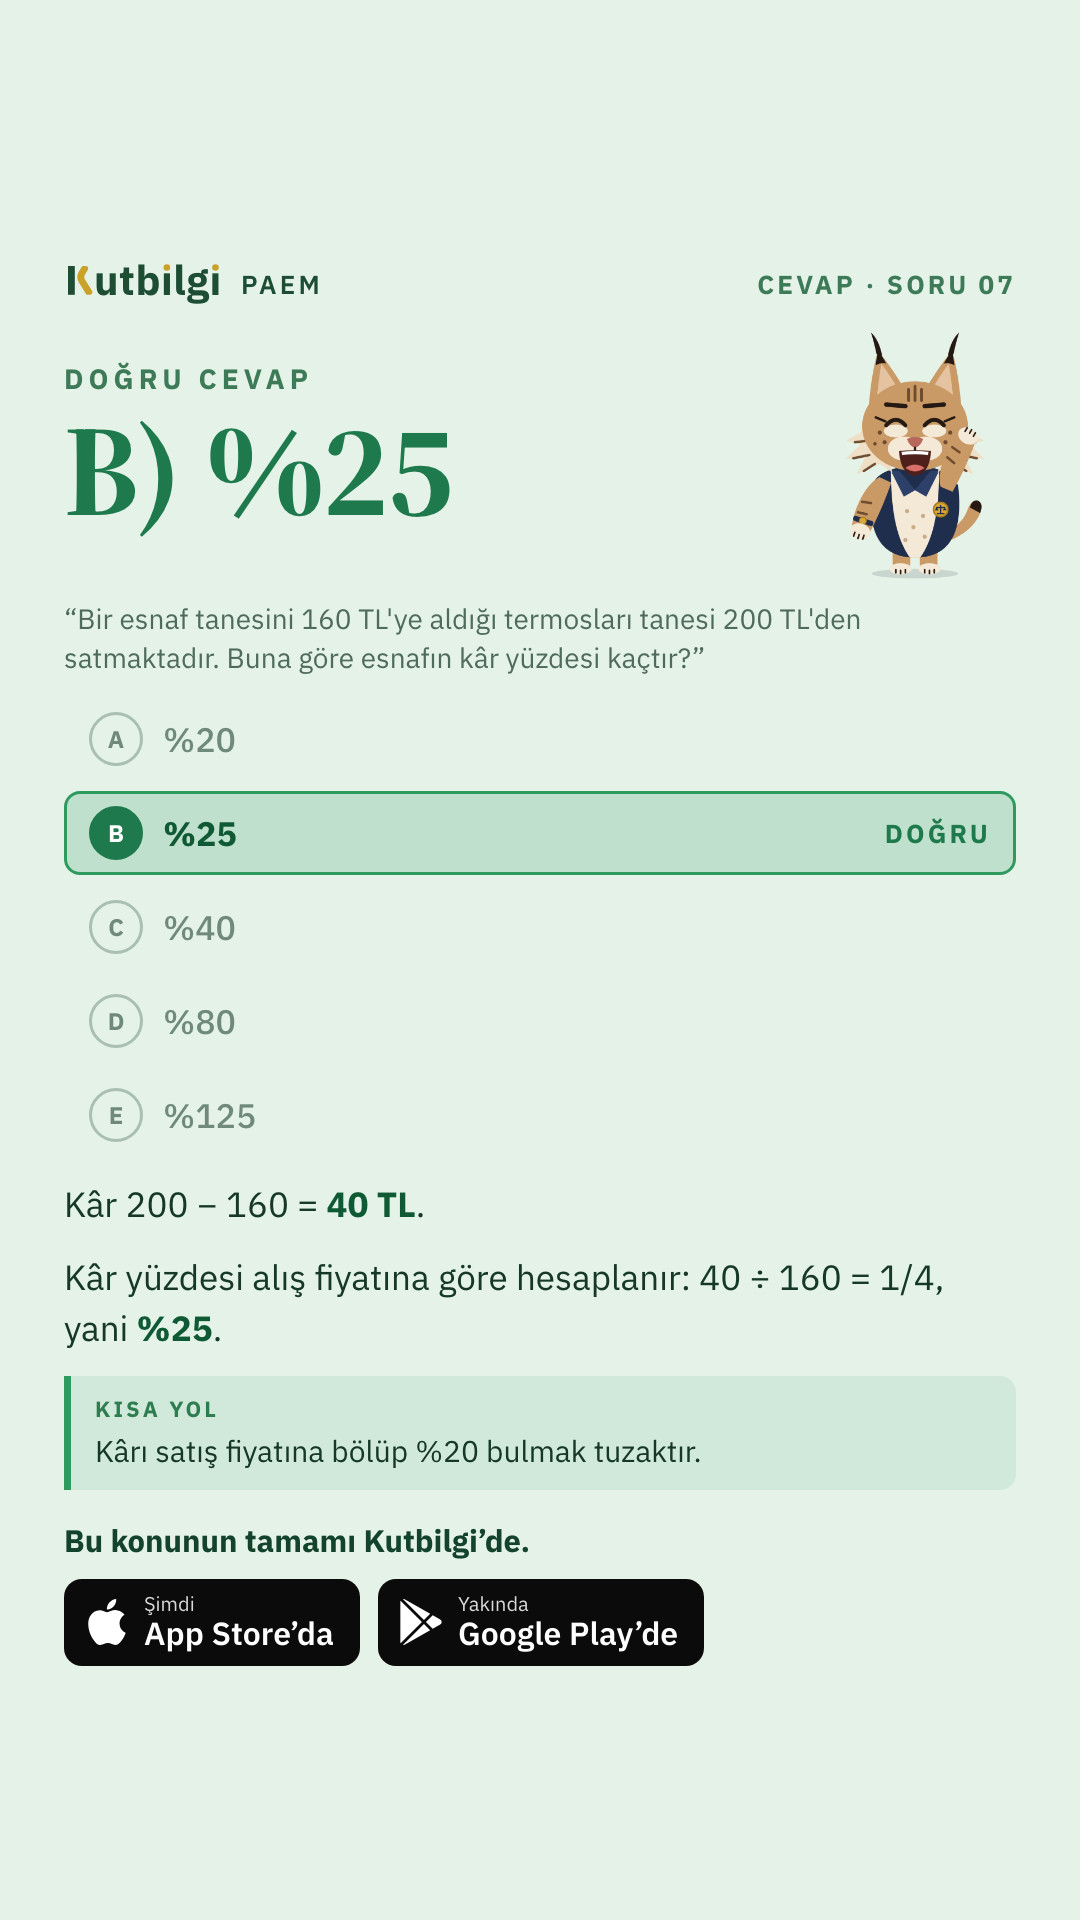 Kutbilgi PAEM
CEVAP · SORU 07
DOĞRU CEVAP
B) %25
“Bir esnaf tanesini 160 TL'ye aldığı termosları tanesi 200 TL'den
satmaktadır. Buna göre esnafın kâr yüzdesi kaçtır?”
A %20
B %25 DOĞRU
C %40
D %80
E %125
Kâr 200 – 160 = 40 TL.
Kâr yüzdesi alış fiyatına göre hesaplanır: 40 ÷ 160 = 1/4,
yani %25.
KISA YOL
Kârı satış fiyatına bölüp %20 bulmak tuzaktır.
Bu konunun tamamı Kutbilgi’de.
Şimdi
App Store’da
Yakında
Google Play’de